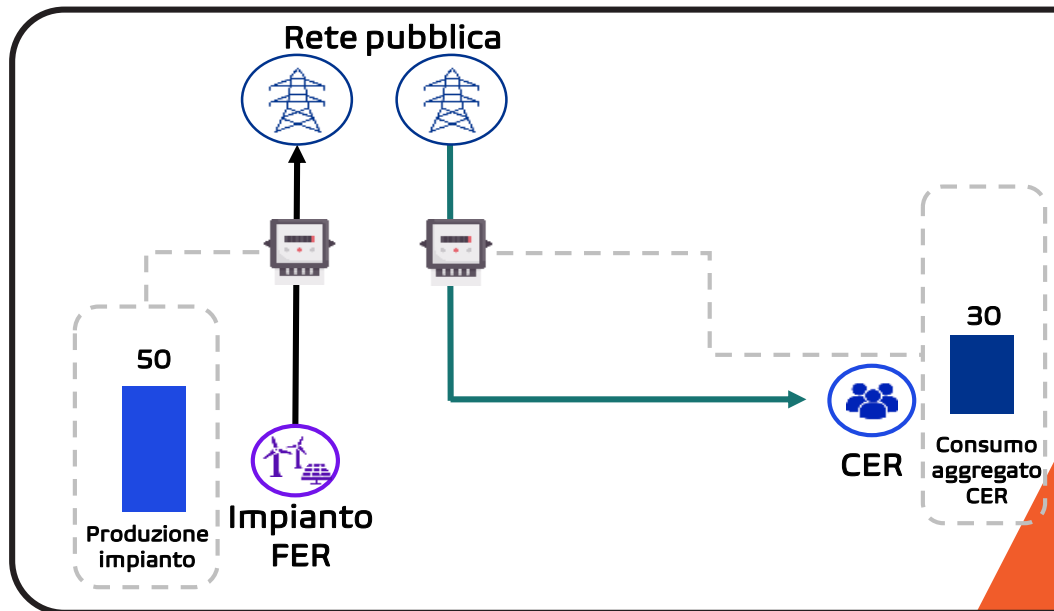 Rete pubblica
50
Produzione
impianto
Impianto
FER
CER
30
Consumo
aggregato
CER